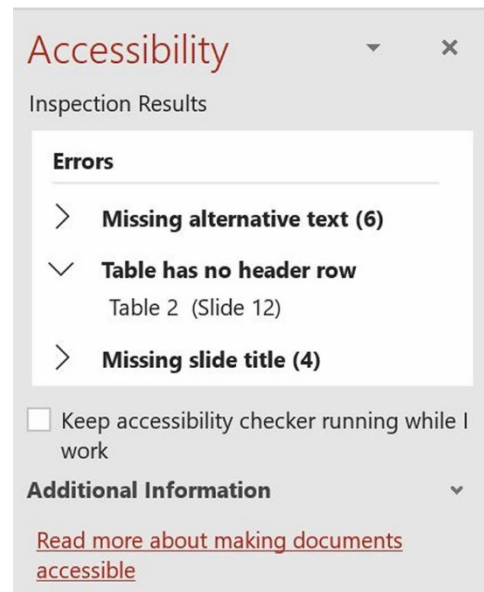 Accessibility
Inspection Results
Errors
Missing alternative text (6)
Table has no header row
Table 2 (Slide 12)
Missing slide title (4)
Keep accessibility checker running while I
work
Additional Information
Read more about making documents
accessible